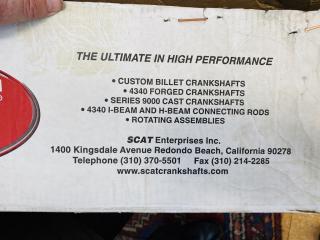 THE ULTIMATE IN HIGH PERFORMANCE
• CUSTOM BILLET CRANKSHAFTS
• 4340 FORGED CRANKSHAFTS
• SERIES 9000 CAST CRANKSHAFTS
• 4340 I-BEAM AND H-BEAM CONNECTING RODS
• ROTATING ASSEMBLIES
SCAT Enterprises Inc.
1400 Kingsdale Avenue Redondo Beach, California 90278
Telephone (310) 370-5501 Fax (310) 214-2285
www.scatcrankshafts.com